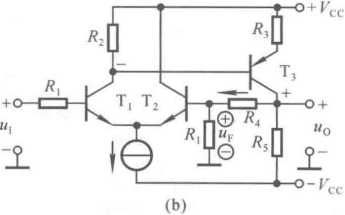 +V_CC
R_2
R_3
−
T_3
R_1
T_1 T_2
+
+
+
⊕
R_4
u_I
R_1
u_F
R_5
u_O
−
⊖
−
−V_CC
(b)